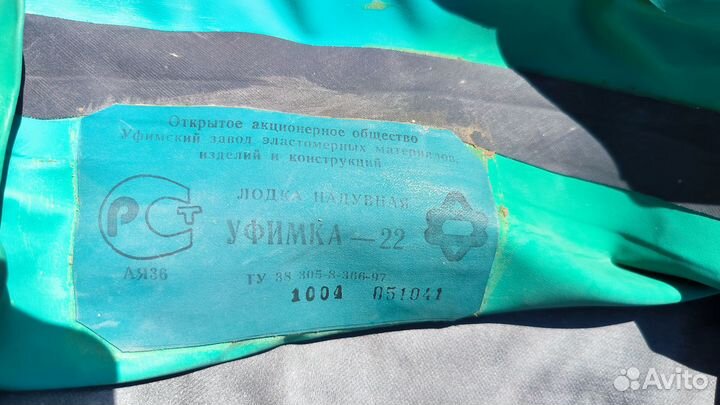 Открытое акционерное общество
Уфимский завод эластомерных материалов,
изделий и конструкций
ЛОДКА НАДУВНАЯ
РСТ
УФИМКА — 22
АЯ36
ТУ 38 305-8-366-97
1004 051041
Avito